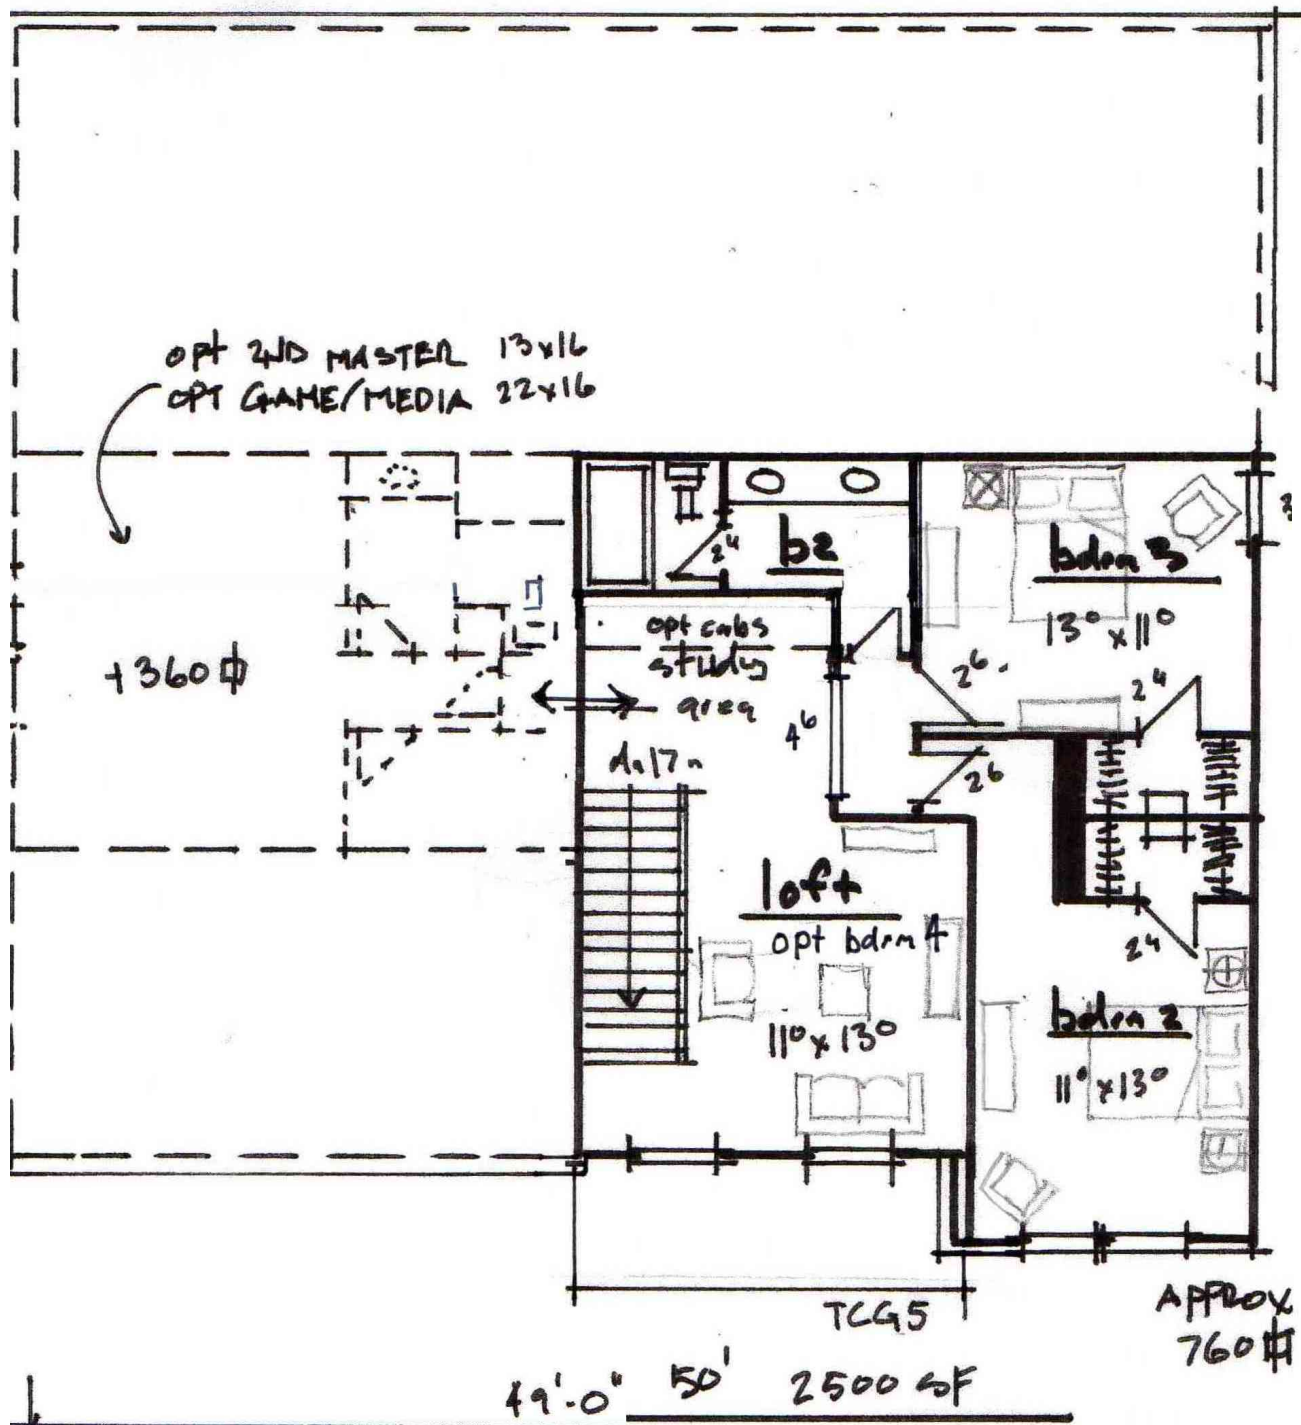 opt 2ND MASTER 13x16
OPT GAME/MEDIA 22x16
+360⌷
b2
2⁴
bdrm 3
13⁰ x 11⁰
3
opt cabs
study
area
2⁶
2⁴
4⁶
dn 17 r
2⁶
loft
opt bdrm 4
11⁰ x 13⁰
2⁴
bdrm 2
11⁰ x 13⁰
TCG5
APPROX
760⌷
49'-0" 50' 2500 SF